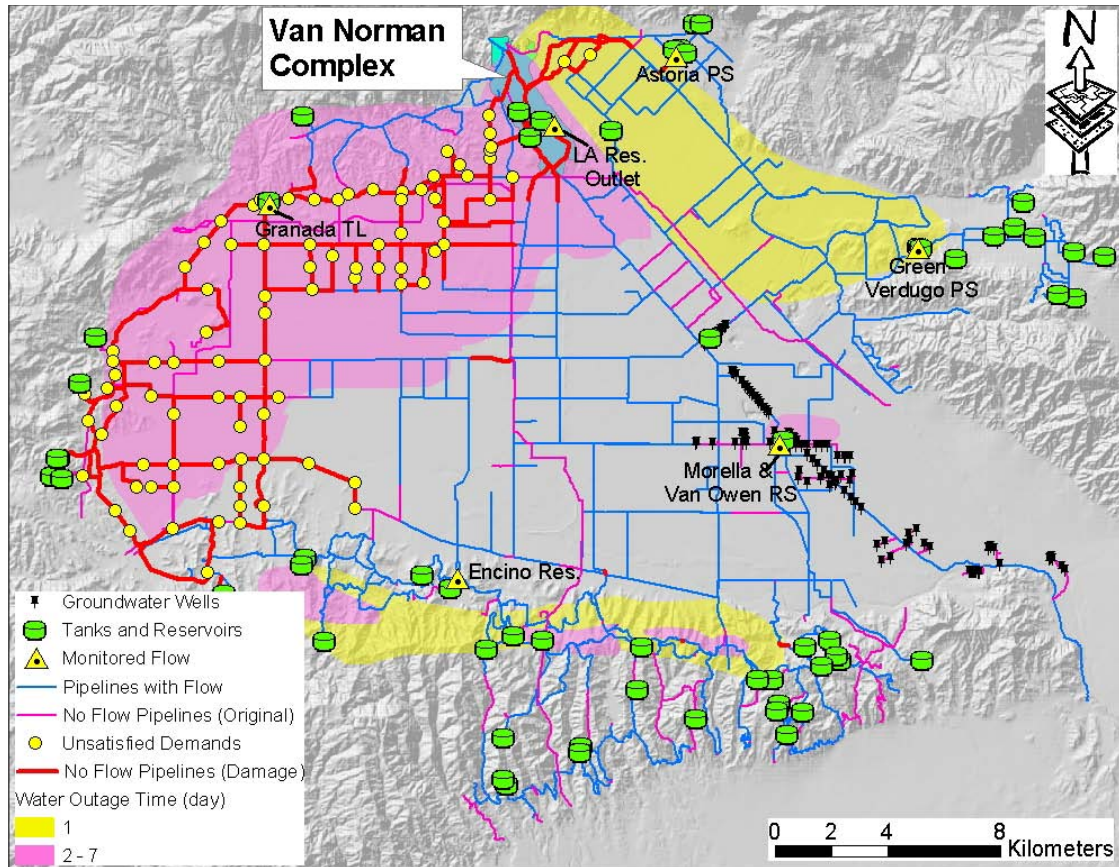 Van Norman
Complex
N
Astoria PS
LA Res.
Outlet
Granada TL
Green
Verdugo PS
Morella &
Van Owen RS
Encino Res.
Groundwater Wells
Tanks and Reservoirs
Monitored Flow
Pipelines with Flow
No Flow Pipelines (Original)
Unsatisfied Demands
No Flow Pipelines (Damage)
Water Outage Time (day)
1
2 - 7
0 2 4 8
Kilometers